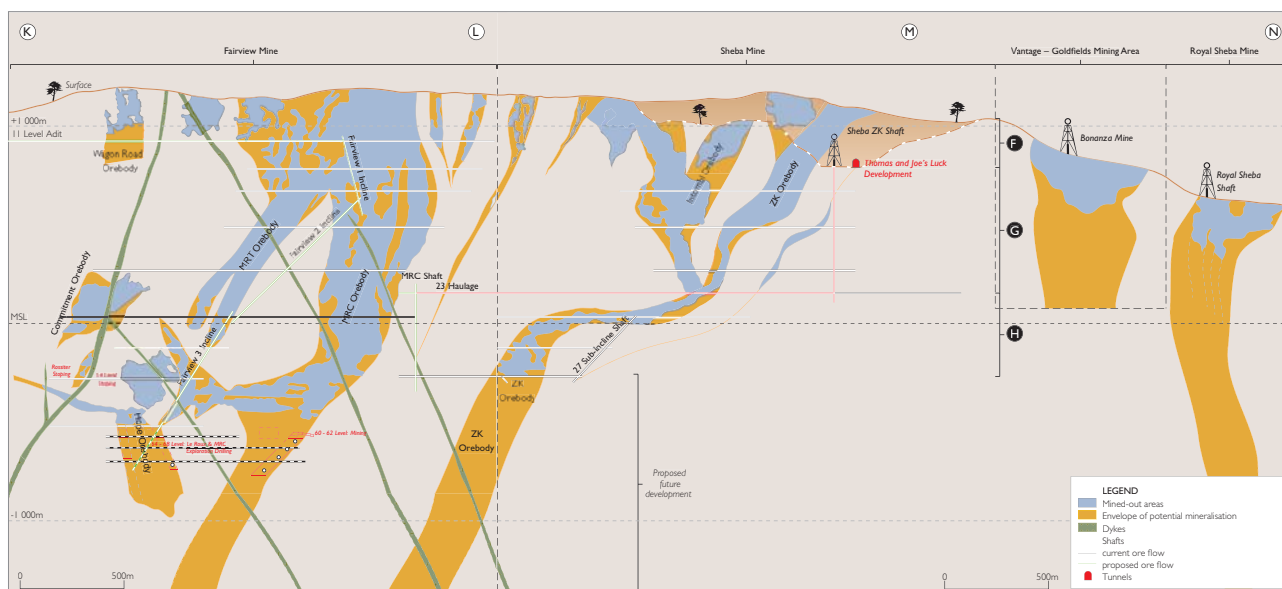 K
L
M
N
Fairview Mine
Sheba Mine
Vantage – Goldfields Mining Area
Royal Sheba Mine
Surface
+1 000m
11 Level Adit
Wagon Road
Orebody
Fairview 1 Incline
Fairview 2 Incline
MRT Orebody
Commitment Orebody
MRC Orebody
MRC Shaft
23 Haulage
MSL
Fairview 3 Incline
Rossiter
Stoping
Stoping
Hope Orebody
Exploration Drilling
60 - 62 Level Mining
-1 000m
0
500m
ZK Orebody
Sheba ZK Shaft
Thomas and Joe's Luck
Development
27 Sub-Incline Shaft
ZK
Orebody
ZK
Orebody
Proposed
future
development
F
G
H
Bonanza Mine
Royal Sheba
Shaft
0
500m
LEGEND
Mined-out areas
Envelope of potential mineralisation
Dykes
Shafts
current ore flow
proposed ore flow
Tunnels